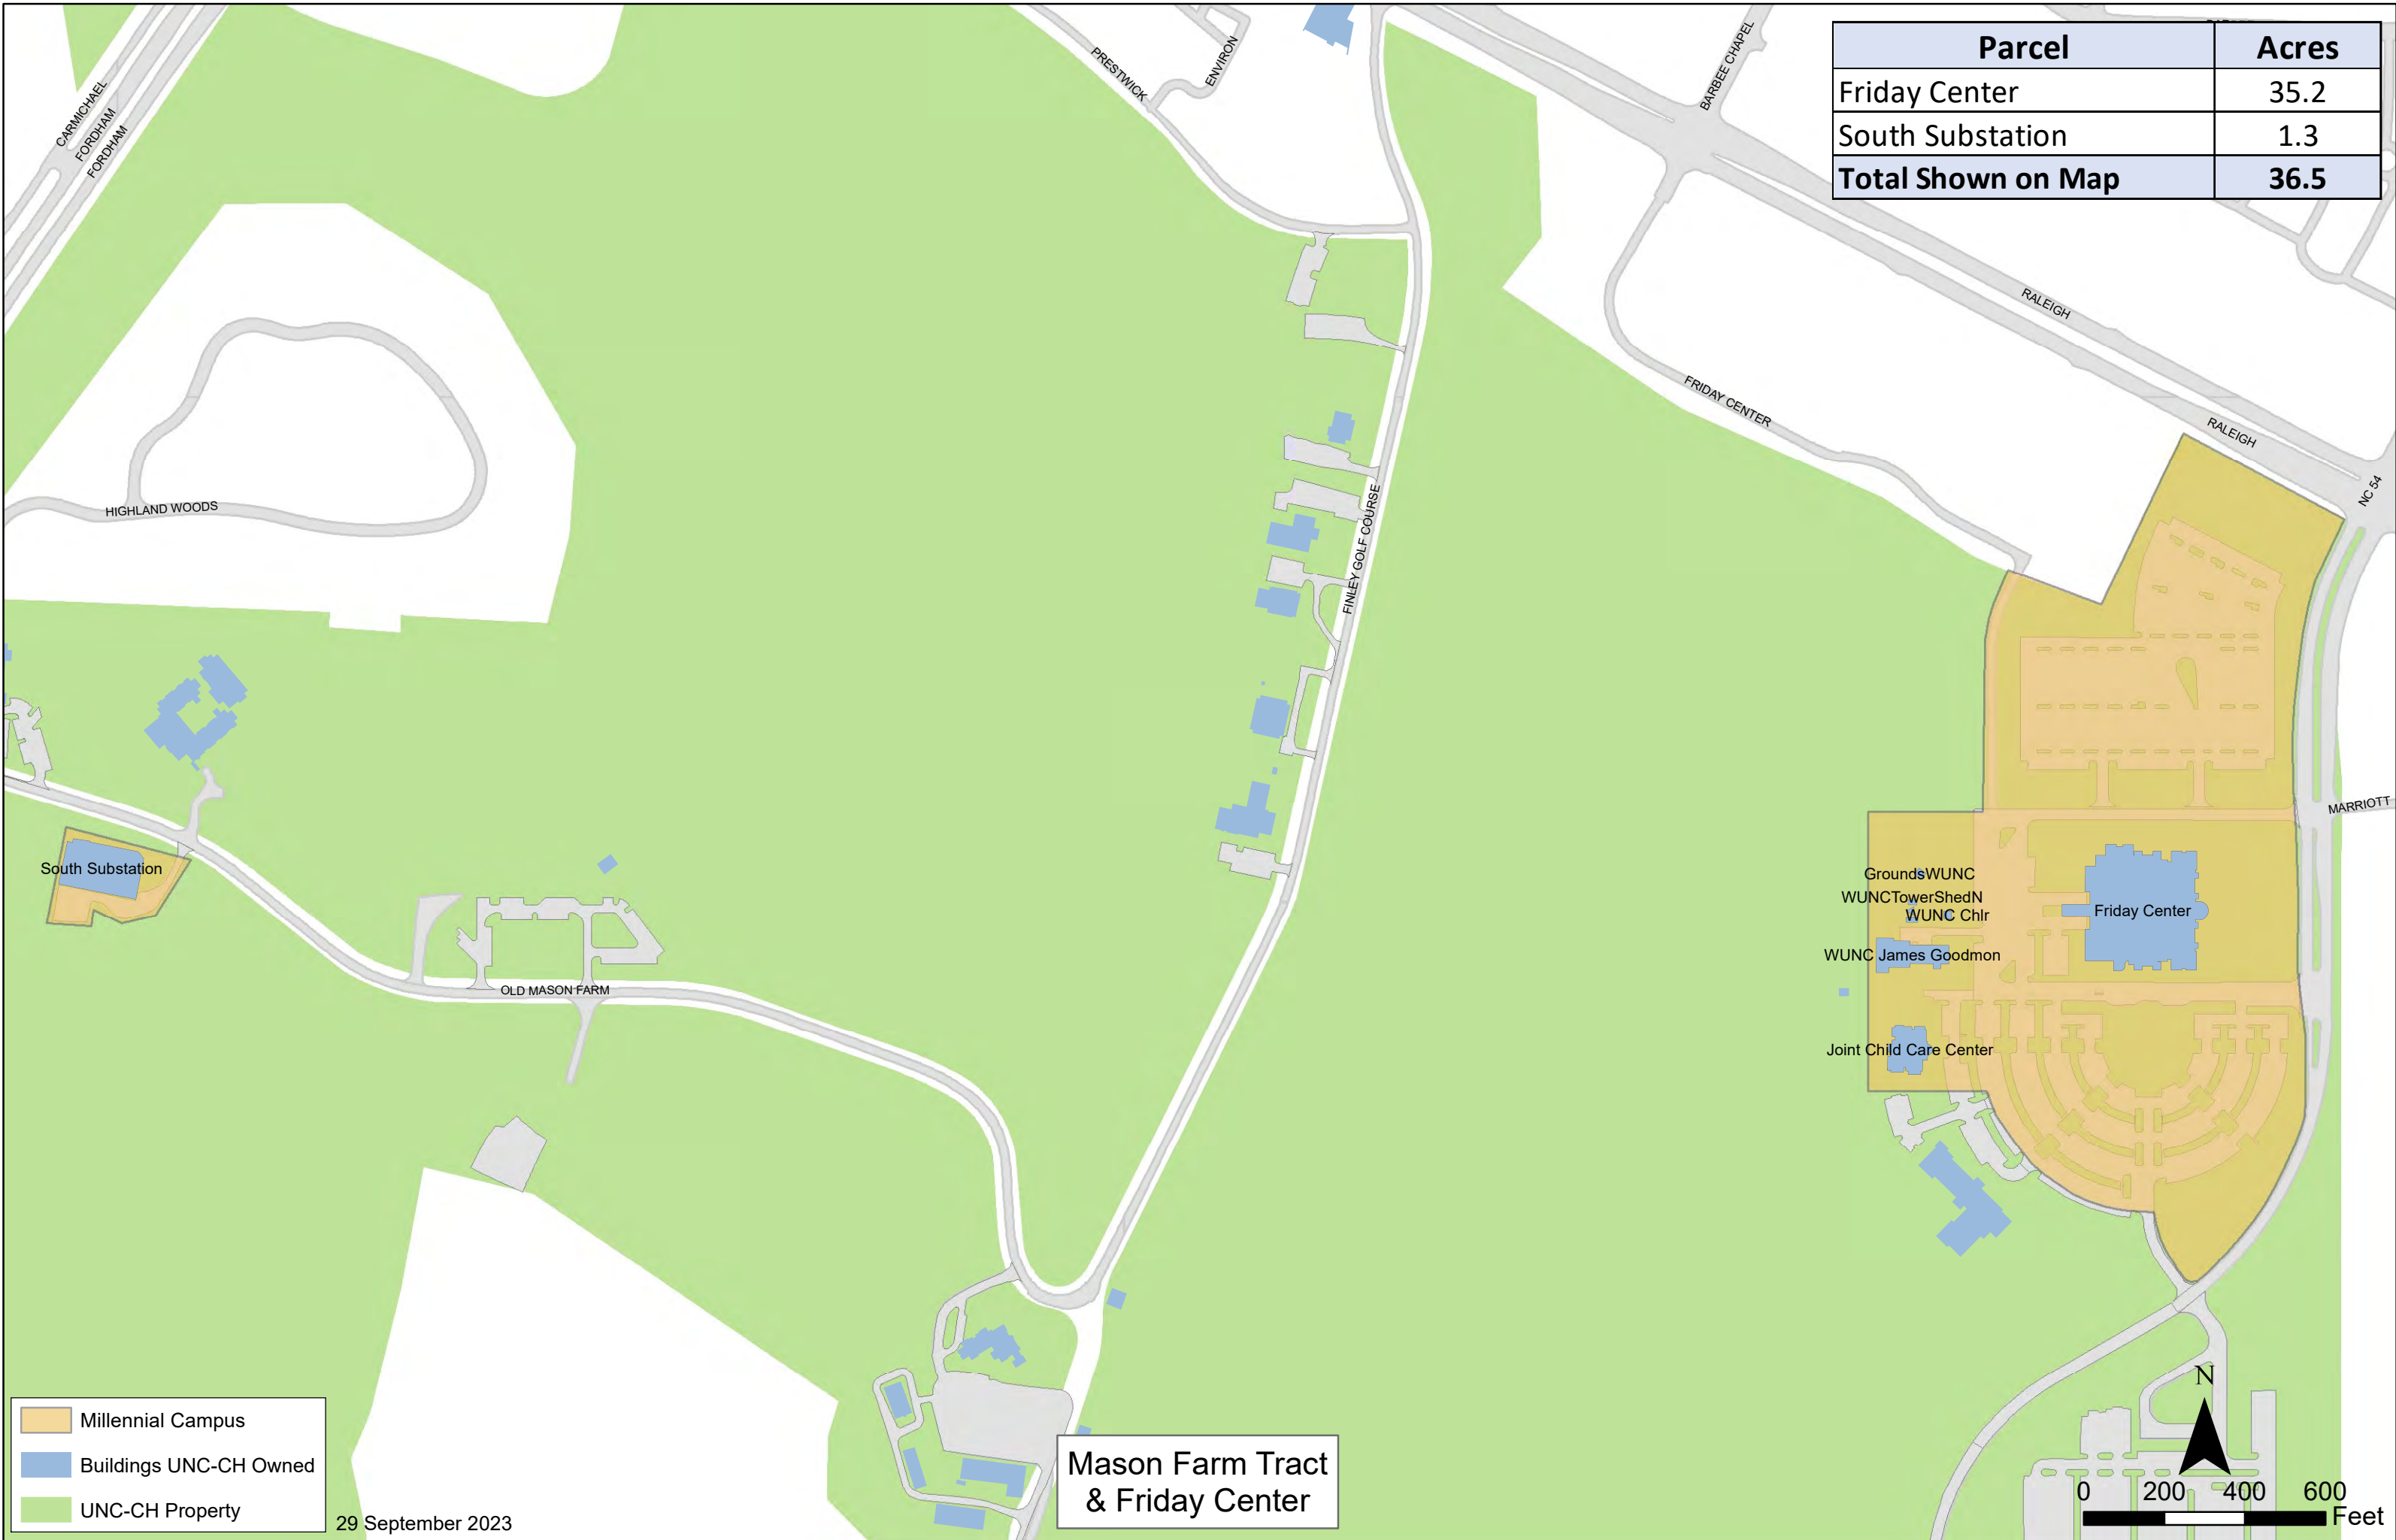 Parcel Acres
Friday Center 35.2
South Substation 1.3
Total Shown on Map 36.5
CARMICHAEL
FORDHAM
FORDHAM
PRESTWICK
ENVIRON
BARBEE CHAPEL
RALEIGH
RALEIGH
NC 54
FRIDAY CENTER
HIGHLAND WOODS
FINLEY GOLF COURSE
MARRIOTT
South Substation
GroundsWUNC
WUNCTowerShedN
WUNC Chlr
Friday Center
WUNC James Goodmon
OLD MASON FARM
Joint Child Care Center
Millennial Campus
Buildings UNC-CH Owned
UNC-CH Property
29 September 2023
Mason Farm Tract
& Friday Center
N
0 200 400 600
Feet